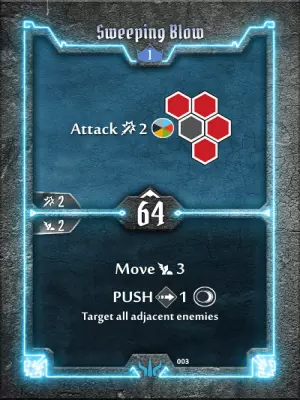 Sweeping Blow
1
Attack 2
2
64
2
Move 3
PUSH 1
Target all adjacent enemies
003